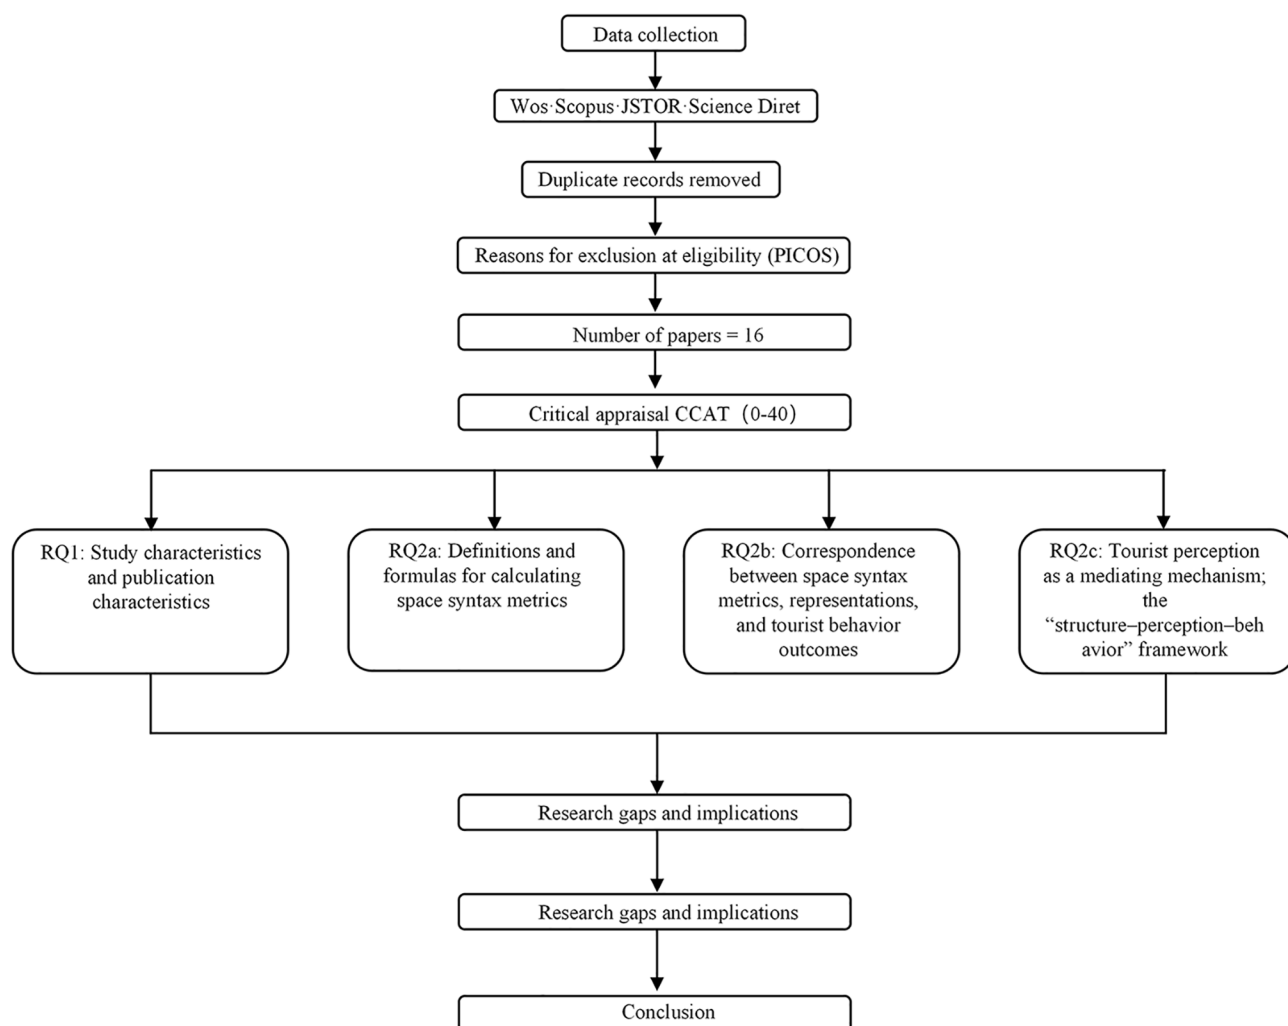 Data collection
Wos·Scopus·JSTOR·Science Diret
Duplicate records removed
Reasons for exclusion at eligibility (PICOS)
Number of papers = 16
Critical appraisal CCAT（0-40）
RQ1: Study characteristics
and publication
characteristics
RQ2a: Definitions and
formulas for calculating
space syntax metrics
RQ2b: Correspondence
between space syntax
metrics, representations,
and tourist behavior
outcomes
RQ2c: Tourist perception
as a mediating mechanism;
the
“structure–perception–beh
avior” framework
Research gaps and implications
Research gaps and implications
Conclusion